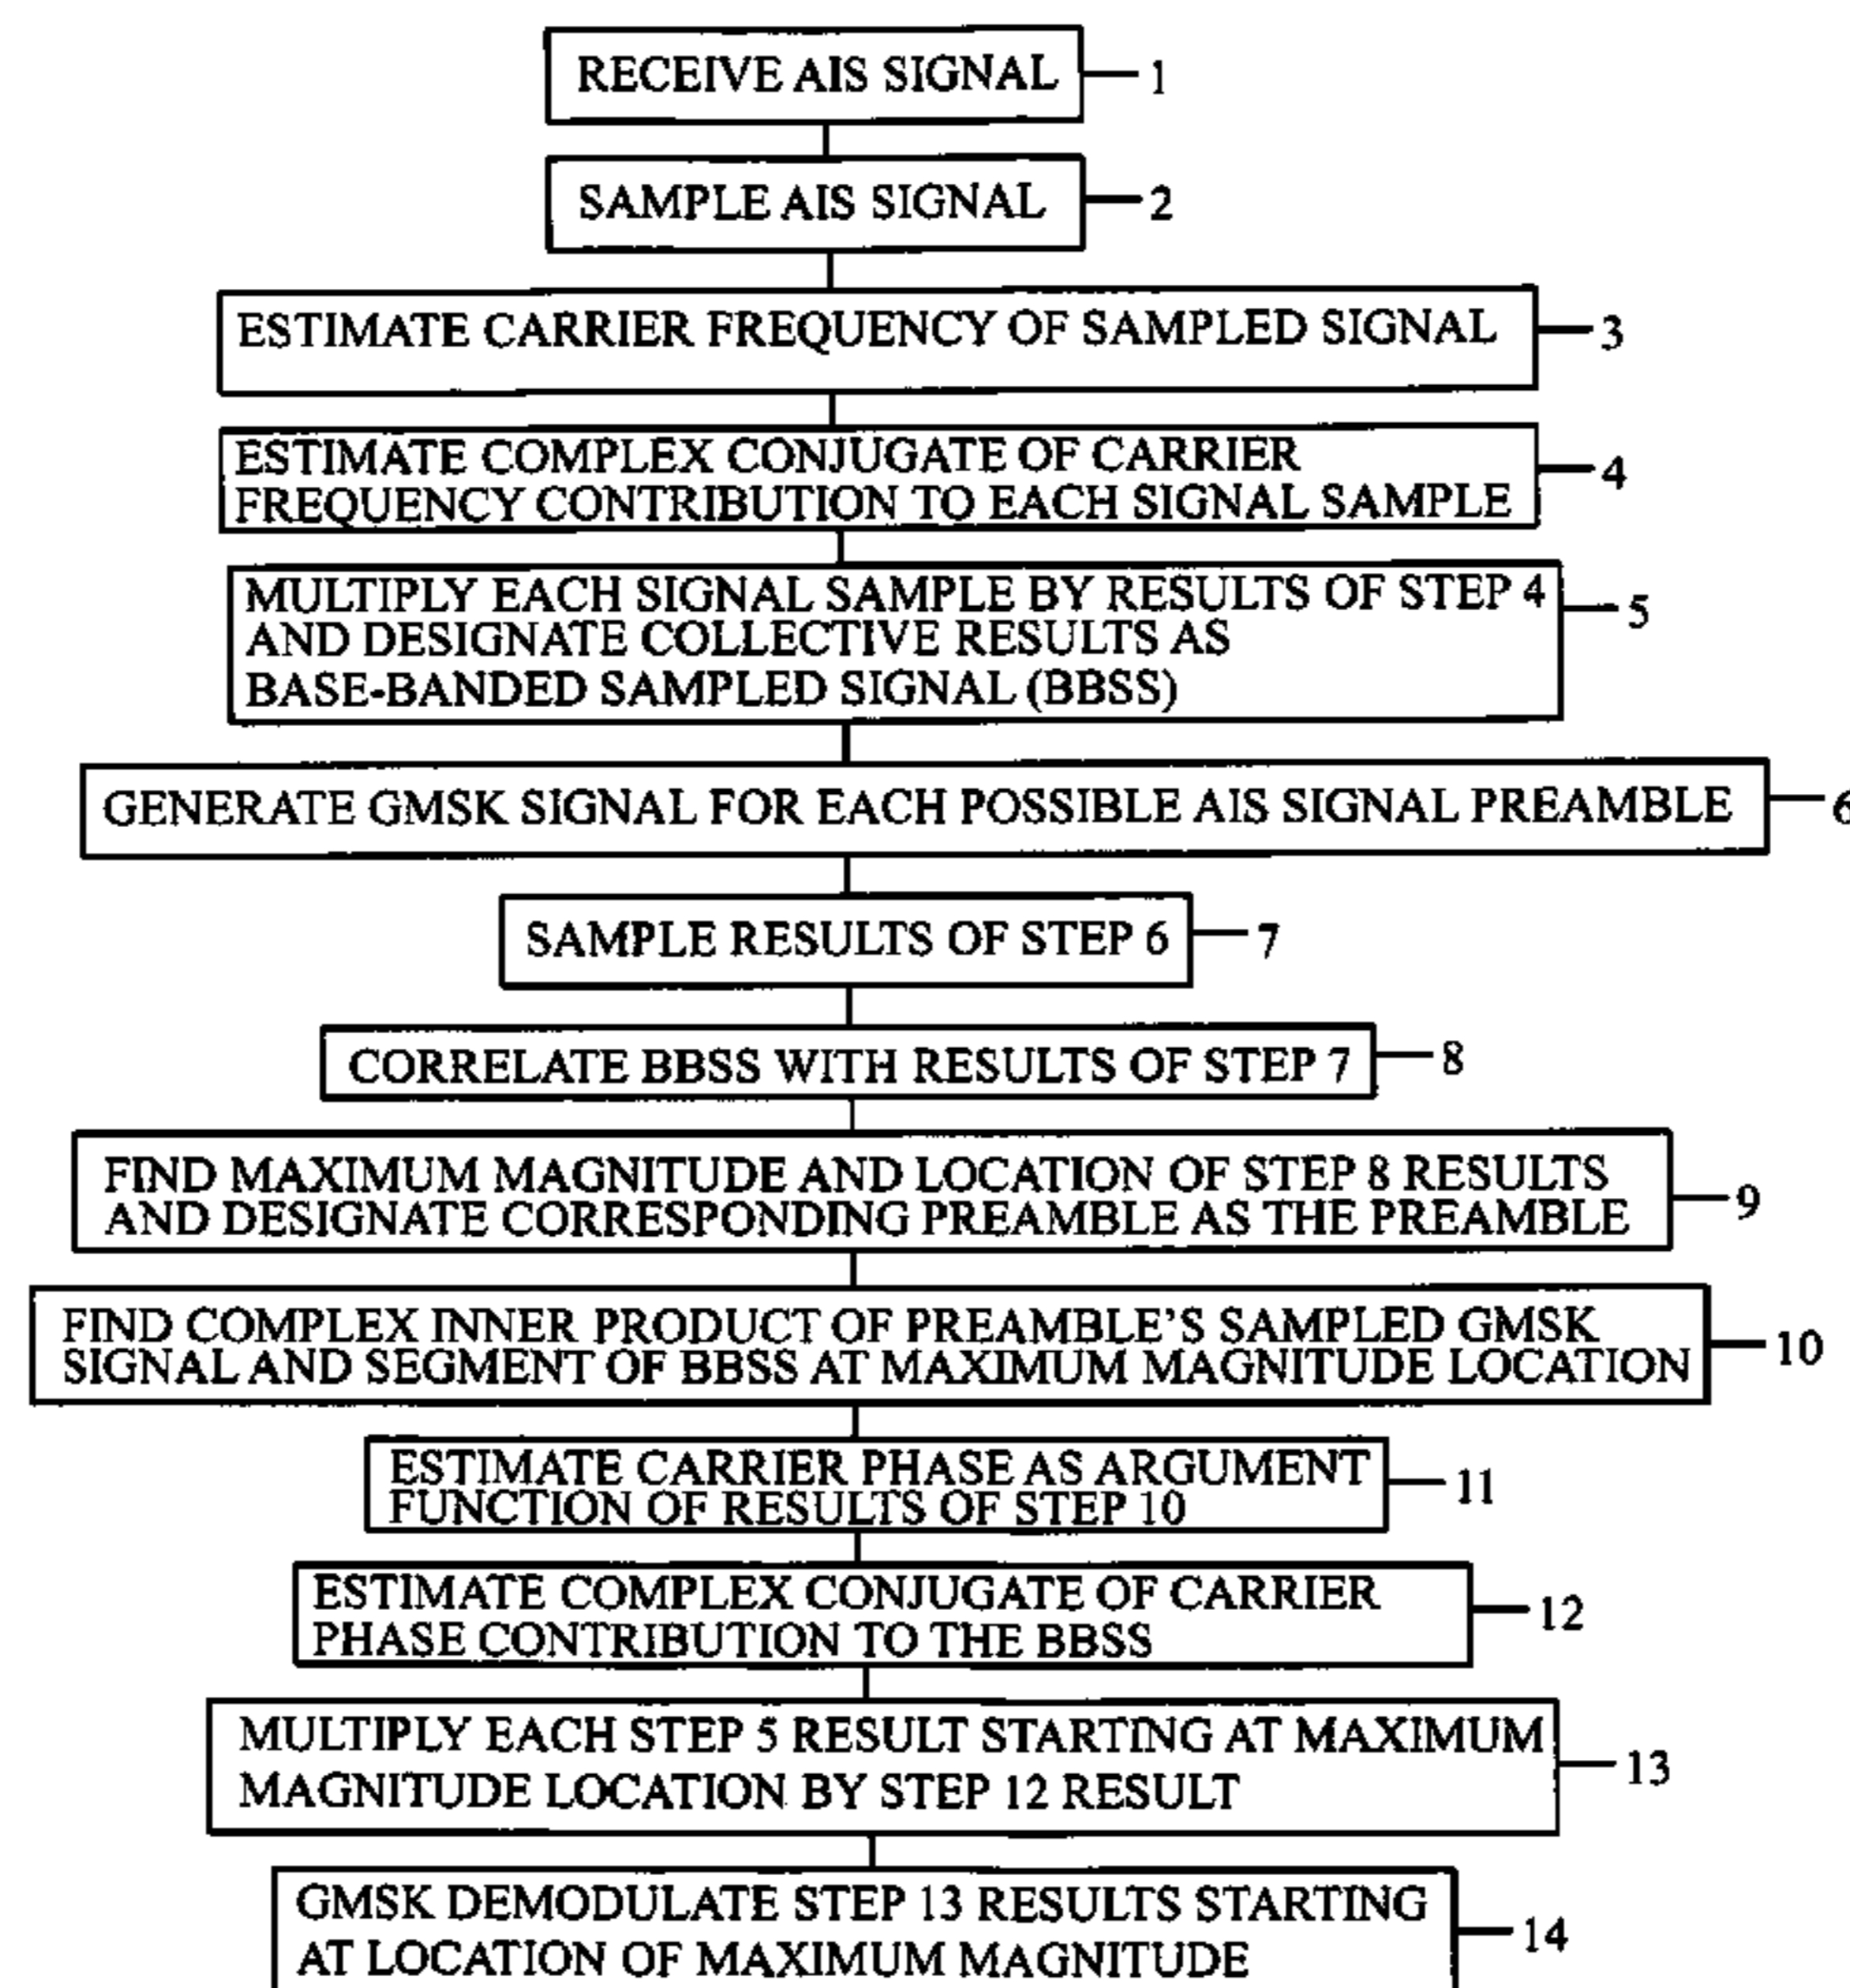 RECEIVE AIS SIGNAL 1
SAMPLE AIS SIGNAL 2
ESTIMATE CARRIER FREQUENCY OF SAMPLED SIGNAL 3
ESTIMATE COMPLEX CONJUGATE OF CARRIER
FREQUENCY CONTRIBUTION TO EACH SIGNAL SAMPLE 4
MULTIPLY EACH SIGNAL SAMPLE BY RESULTS OF STEP 4
AND DESIGNATE COLLECTIVE RESULTS AS
BASE-BANDED SAMPLED SIGNAL (BBSS) 5
GENERATE GMSK SIGNAL FOR EACH POSSIBLE AIS SIGNAL PREAMBLE 6
SAMPLE RESULTS OF STEP 6 7
CORRELATE BBSS WITH RESULTS OF STEP 7 8
FIND MAXIMUM MAGNITUDE AND LOCATION OF STEP 8 RESULTS
AND DESIGNATE CORRESPONDING PREAMBLE AS THE PREAMBLE 9
FIND COMPLEX INNER PRODUCT OF PREAMBLE'S SAMPLED GMSK
SIGNAL AND SEGMENT OF BBSS AT MAXIMUM MAGNITUDE LOCATION 10
ESTIMATE CARRIER PHASE AS ARGUMENT
FUNCTION OF RESULTS OF STEP 10 11
ESTIMATE COMPLEX CONJUGATE OF CARRIER
PHASE CONTRIBUTION TO THE BBSS 12
MULTIPLY EACH STEP 5 RESULT STARTING AT MAXIMUM
MAGNITUDE LOCATION BY STEP 12 RESULT 13
GMSK DEMODULATE STEP 13 RESULTS STARTING
AT LOCATION OF MAXIMUM MAGNITUDE 14